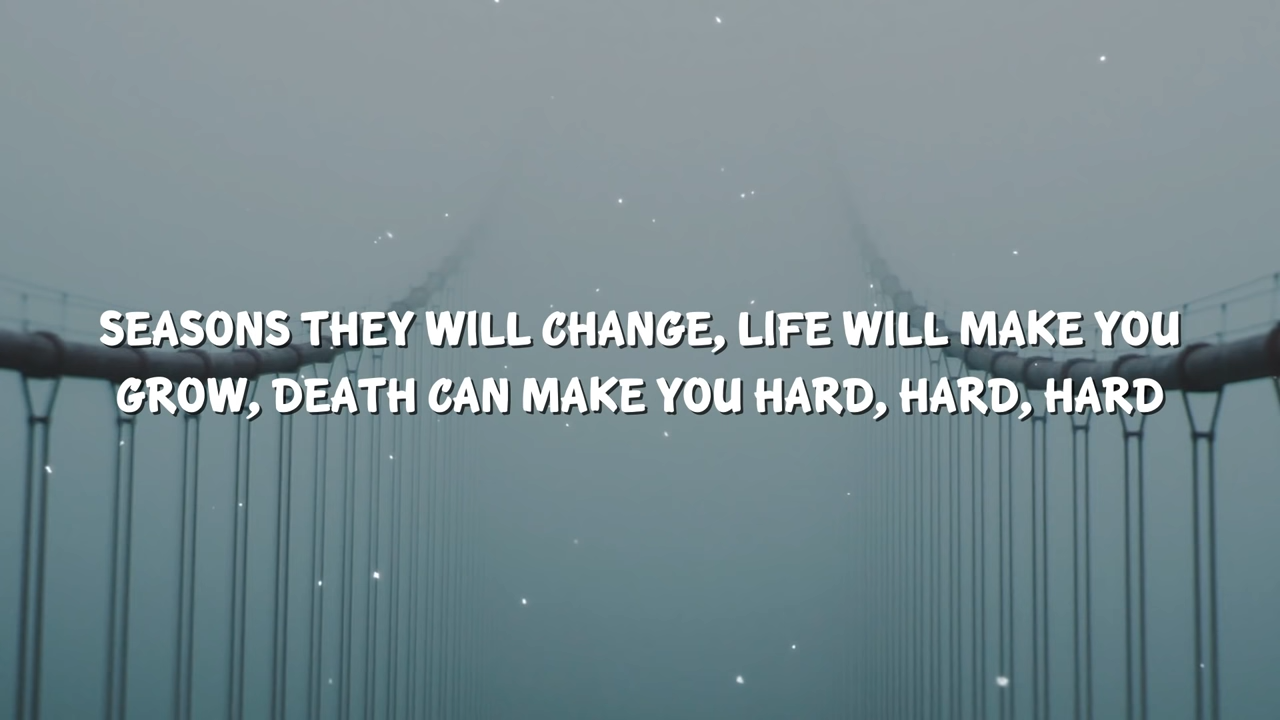 SEASONS THEY WILL CHANGE, LIFE WILL MAKE YOU
GROW, DEATH CAN MAKE YOU HARD, HARD, HARD